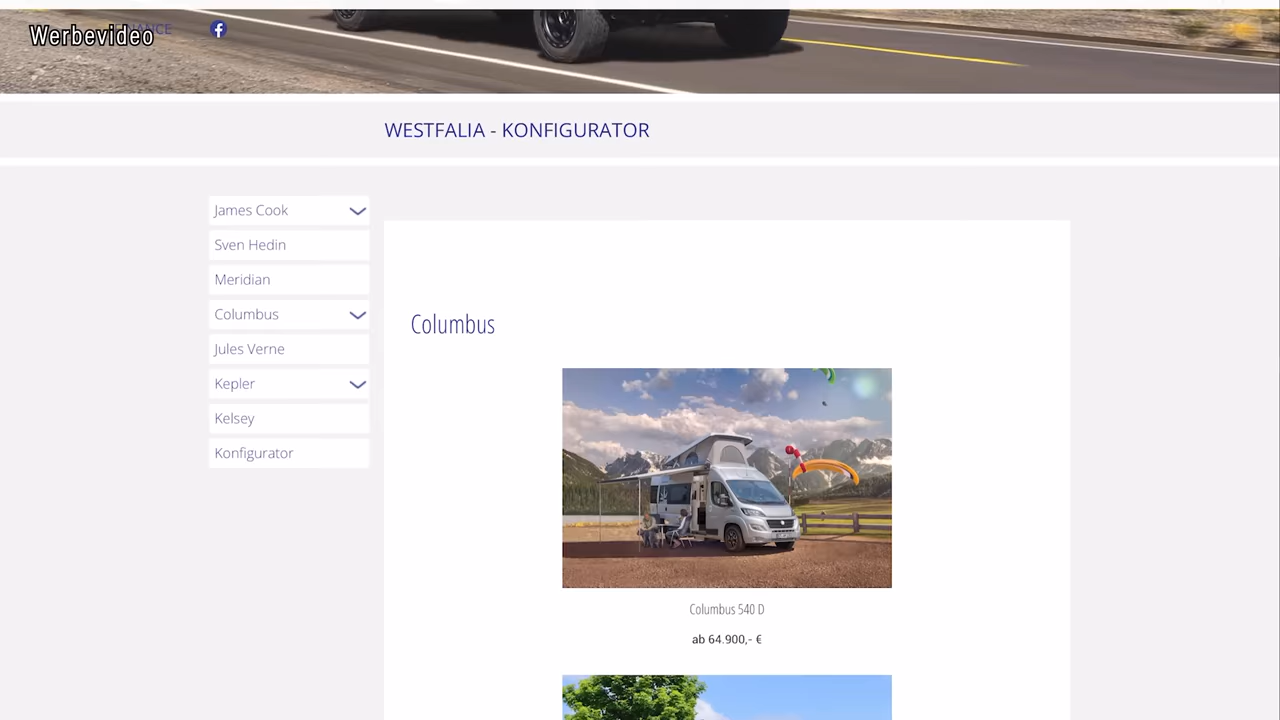 Werbevideo
WESTFALIA - KONFIGURATOR
James Cook
Sven Hedin
Meridian
Columbus
Jules Verne
Kepler
Kelsey
Konfigurator
Columbus
Columbus 540 D
ab 64.900,- €